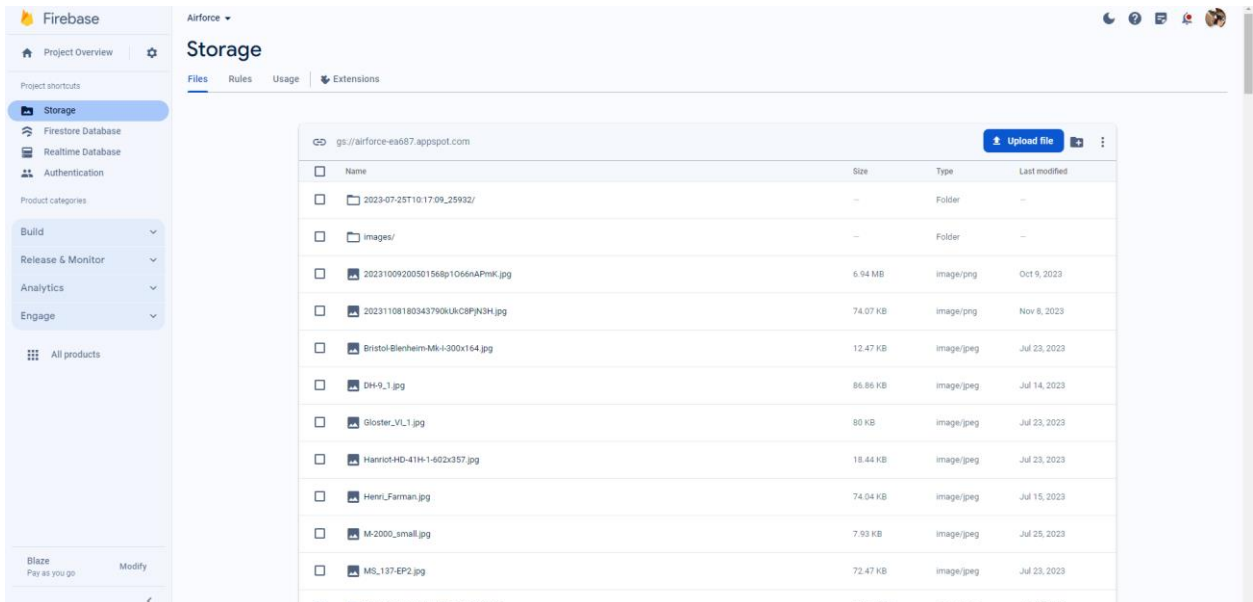 Firebase
Project Overview
Project shortcuts
Storage
Firestore Database
Realtime Database
Authentication
Product categories
Build
Release & Monitor
Analytics
Engage
All products
Blaze
Pay as you go
Modify
Airforce
Storage
Files Rules Usage Extensions
gs://airforce-ea687.appspot.com
Upload file
Name Size Type Last modified
2023-07-25T10:17:09_25932/ – Folder –
images/ – Folder –
20231009200501568p1O66nAPmK.jpg 6.94 MB image/png Oct 9, 2023
20231108180343790kUkC8PjN3H.jpg 74.07 KB image/png Nov 8, 2023
Bristol-Blenheim-Mk-I-300x164.jpg 12.47 KB image/jpeg Jul 23, 2023
DH-9_1.jpg 86.86 KB image/jpeg Jul 14, 2023
Gloster_VI_1.jpg 80 KB image/jpeg Jul 23, 2023
Hanriot-HD-41H-1-602x357.jpg 18.44 KB image/jpeg Jul 23, 2023
Henri_Farman.jpg 74.04 KB image/jpeg Jul 15, 2023
M-2000_small.jpg 7.93 KB image/jpeg Jul 25, 2023
MS_137-EP2.jpg 72.47 KB image/jpeg Jul 23, 2023